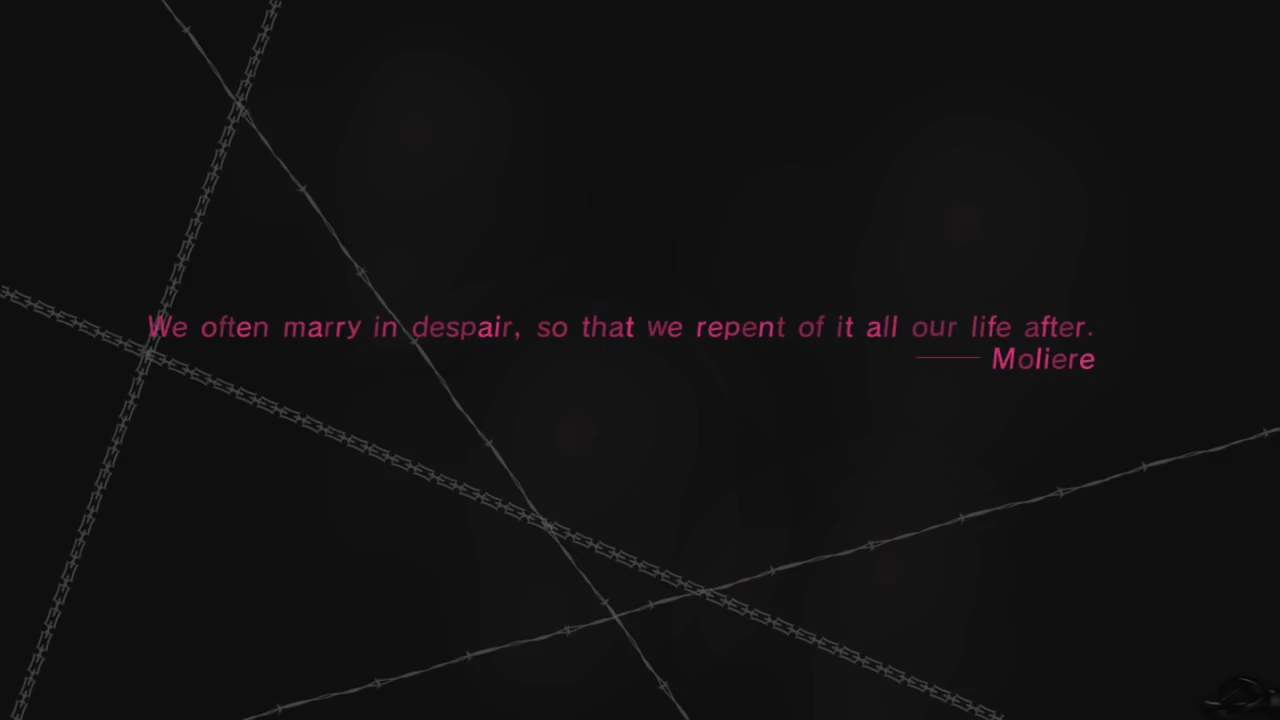 We often marry in despair, so that we repent of it all our life after.
—— Moliere